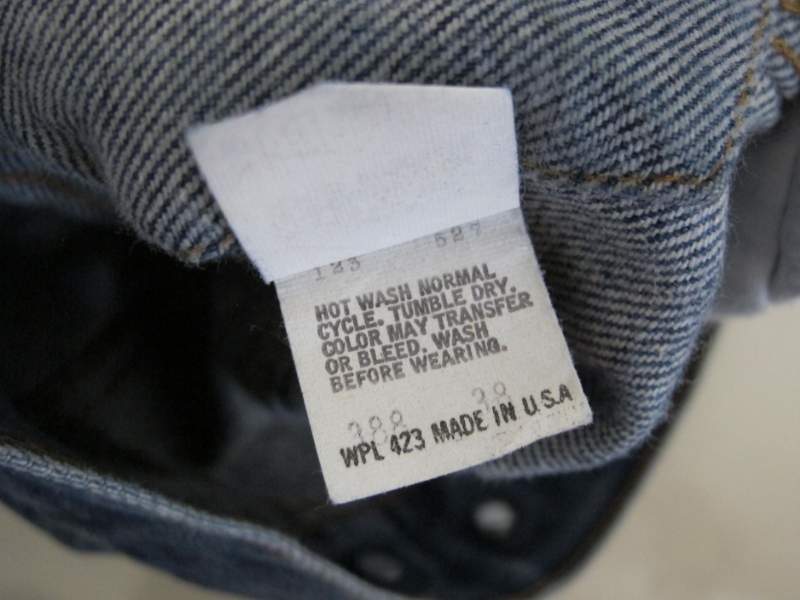 123 527
HOT WASH NORMAL
CYCLE. TUMBLE DRY.
COLOR MAY TRANSFER
OR BLEED. WASH
BEFORE WEARING.
388 38
WPL 423 MADE IN U.S.A